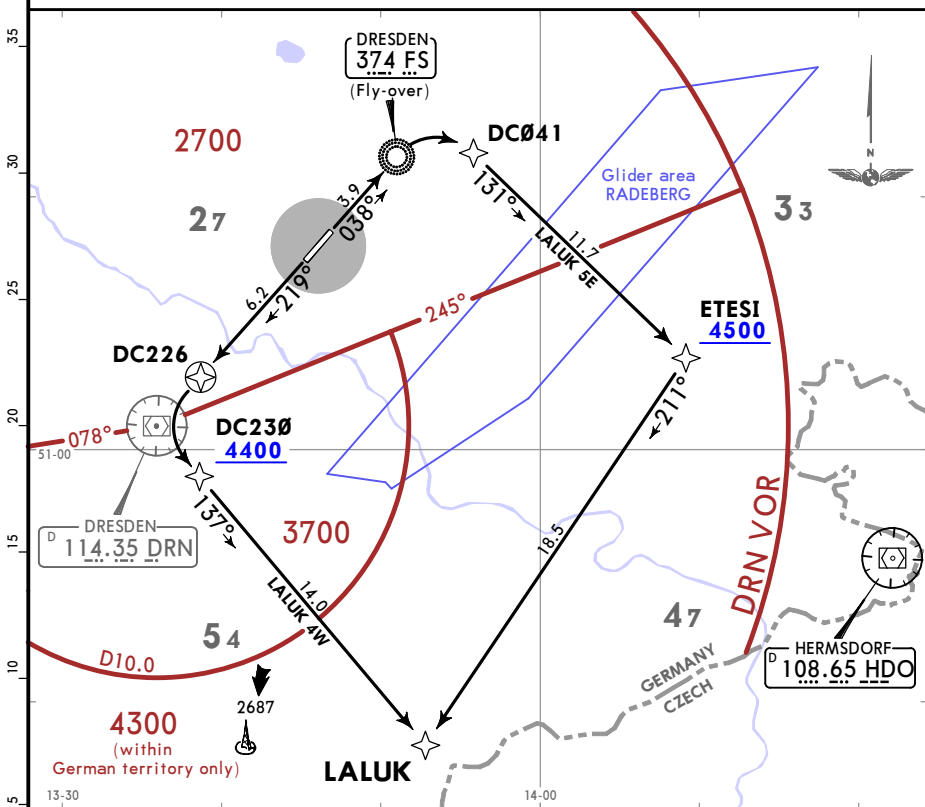 35
30
25
20
15
10
5
DRESDEN
374 FS
(Fly-over)
2700
27
DCØ41
Glider area
RADEBERG
33
N
3.9
038°
131°
11.7
LALUK 5E
6.2
219°
245°
ETESI
4500
DC226
211°
078°
DC23Ø
4400
51-00
DRESDEN
D 114.35 DRN
137°
3700
18.5
DRN VOR
14.0
LALUK 4W
54
47
D10.0
HERMSDORF
D 108.65 HDO
GERMANY
CZECH
2687
4300
(within
German territory only)
LALUK
13-30
14-00